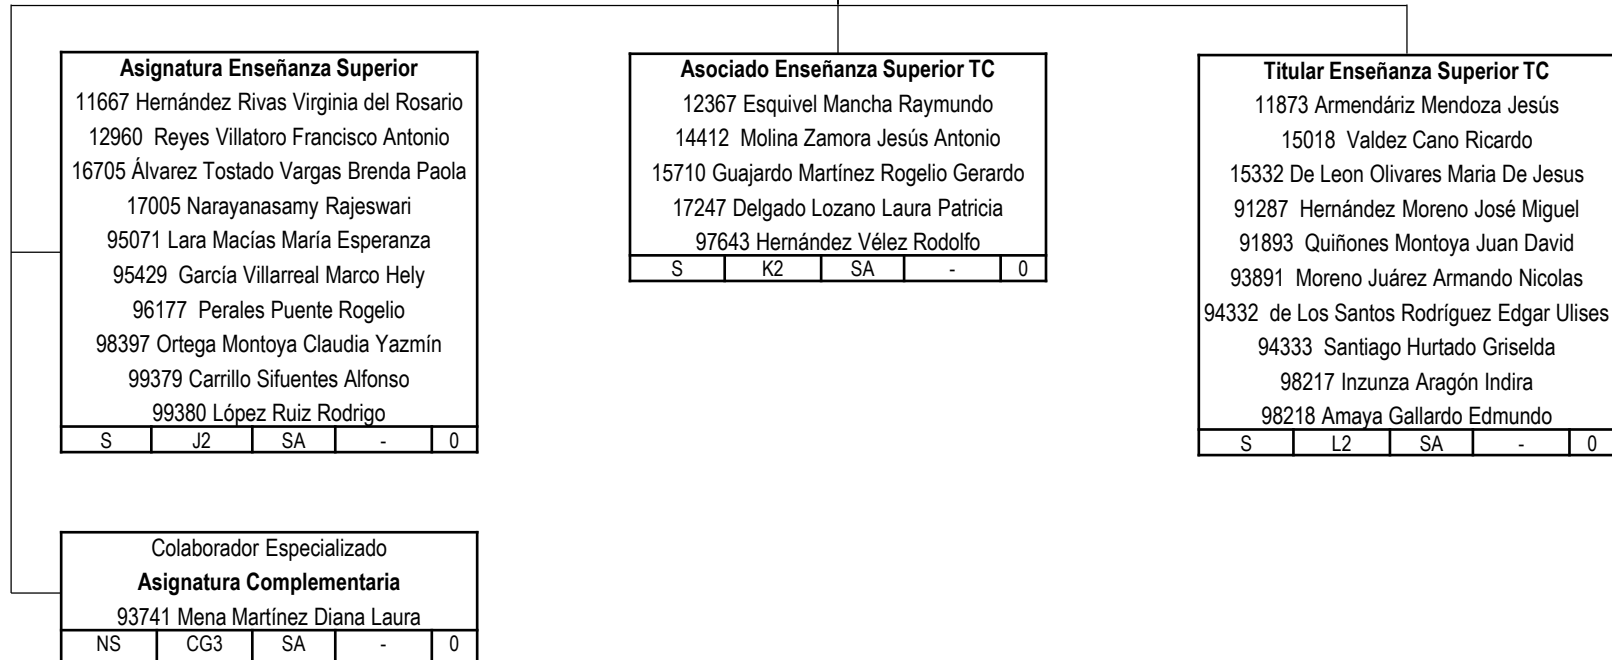 Asignatura Enseñanza Superior
11667 Hernández Rivas Virginia del Rosario
12960 Reyes Villatoro Francisco Antonio
16705 Álvarez Tostado Vargas Brenda Paola
17005 Narayanasamy Rajeswari
95071 Lara Macías María Esperanza
95429 García Villarreal Marco Hely
96177 Perales Puente Rogelio
98397 Ortega Montoya Claudia Yazmín
99379 Carrillo Sifuentes Alfonso
99380 López Ruiz Rodrigo
S J2 SA - 0
Asociado Enseñanza Superior TC
12367 Esquivel Mancha Raymundo
14412 Molina Zamora Jesús Antonio
15710 Guajardo Martínez Rogelio Gerardo
17247 Delgado Lozano Laura Patricia
97643 Hernández Vélez Rodolfo
S K2 SA - 0
Titular Enseñanza Superior TC
11873 Armendáriz Mendoza Jesús
15018 Valdez Cano Ricardo
15332 De Leon Olivares Maria De Jesus
91287 Hernández Moreno José Miguel
91893 Quiñones Montoya Juan David
93891 Moreno Juárez Armando Nicolas
94332 de Los Santos Rodríguez Edgar Ulises
94333 Santiago Hurtado Griselda
98217 Inzunza Aragón Indira
98218 Amaya Gallardo Edmundo
S L2 SA - 0
Colaborador Especializado
Asignatura Complementaria
93741 Mena Martínez Diana Laura
NS CG3 SA - 0